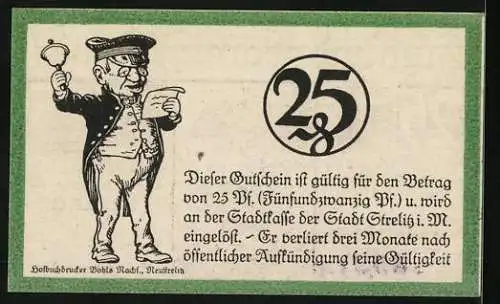 25
₰
Dieser Gutschein ist gültig für den Betrag
von 25 Pf. (Fünfundzwanzig Pf.) u. wird
an der Stadtkasse der Stadt Strelitz i. M.
eingelöst. - Er verliert drei Monate nach
öffentlicher Aufkündigung seine Gültigkeit
Hofbuchdrucker Bohls Nachf., Neustrelitz